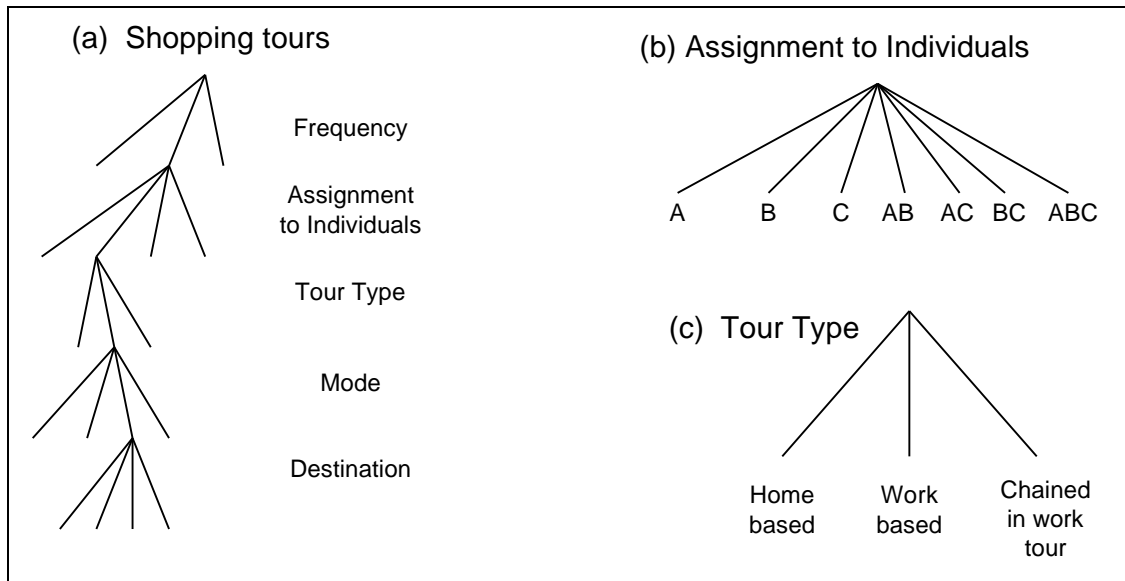 (a) Shopping tours
Frequency
Assignment
to Individuals
Tour Type
Mode
Destination
(b) Assignment to Individuals
A B C AB AC BC ABC
(c) Tour Type
Home
based
Work
based
Chained
in work
tour